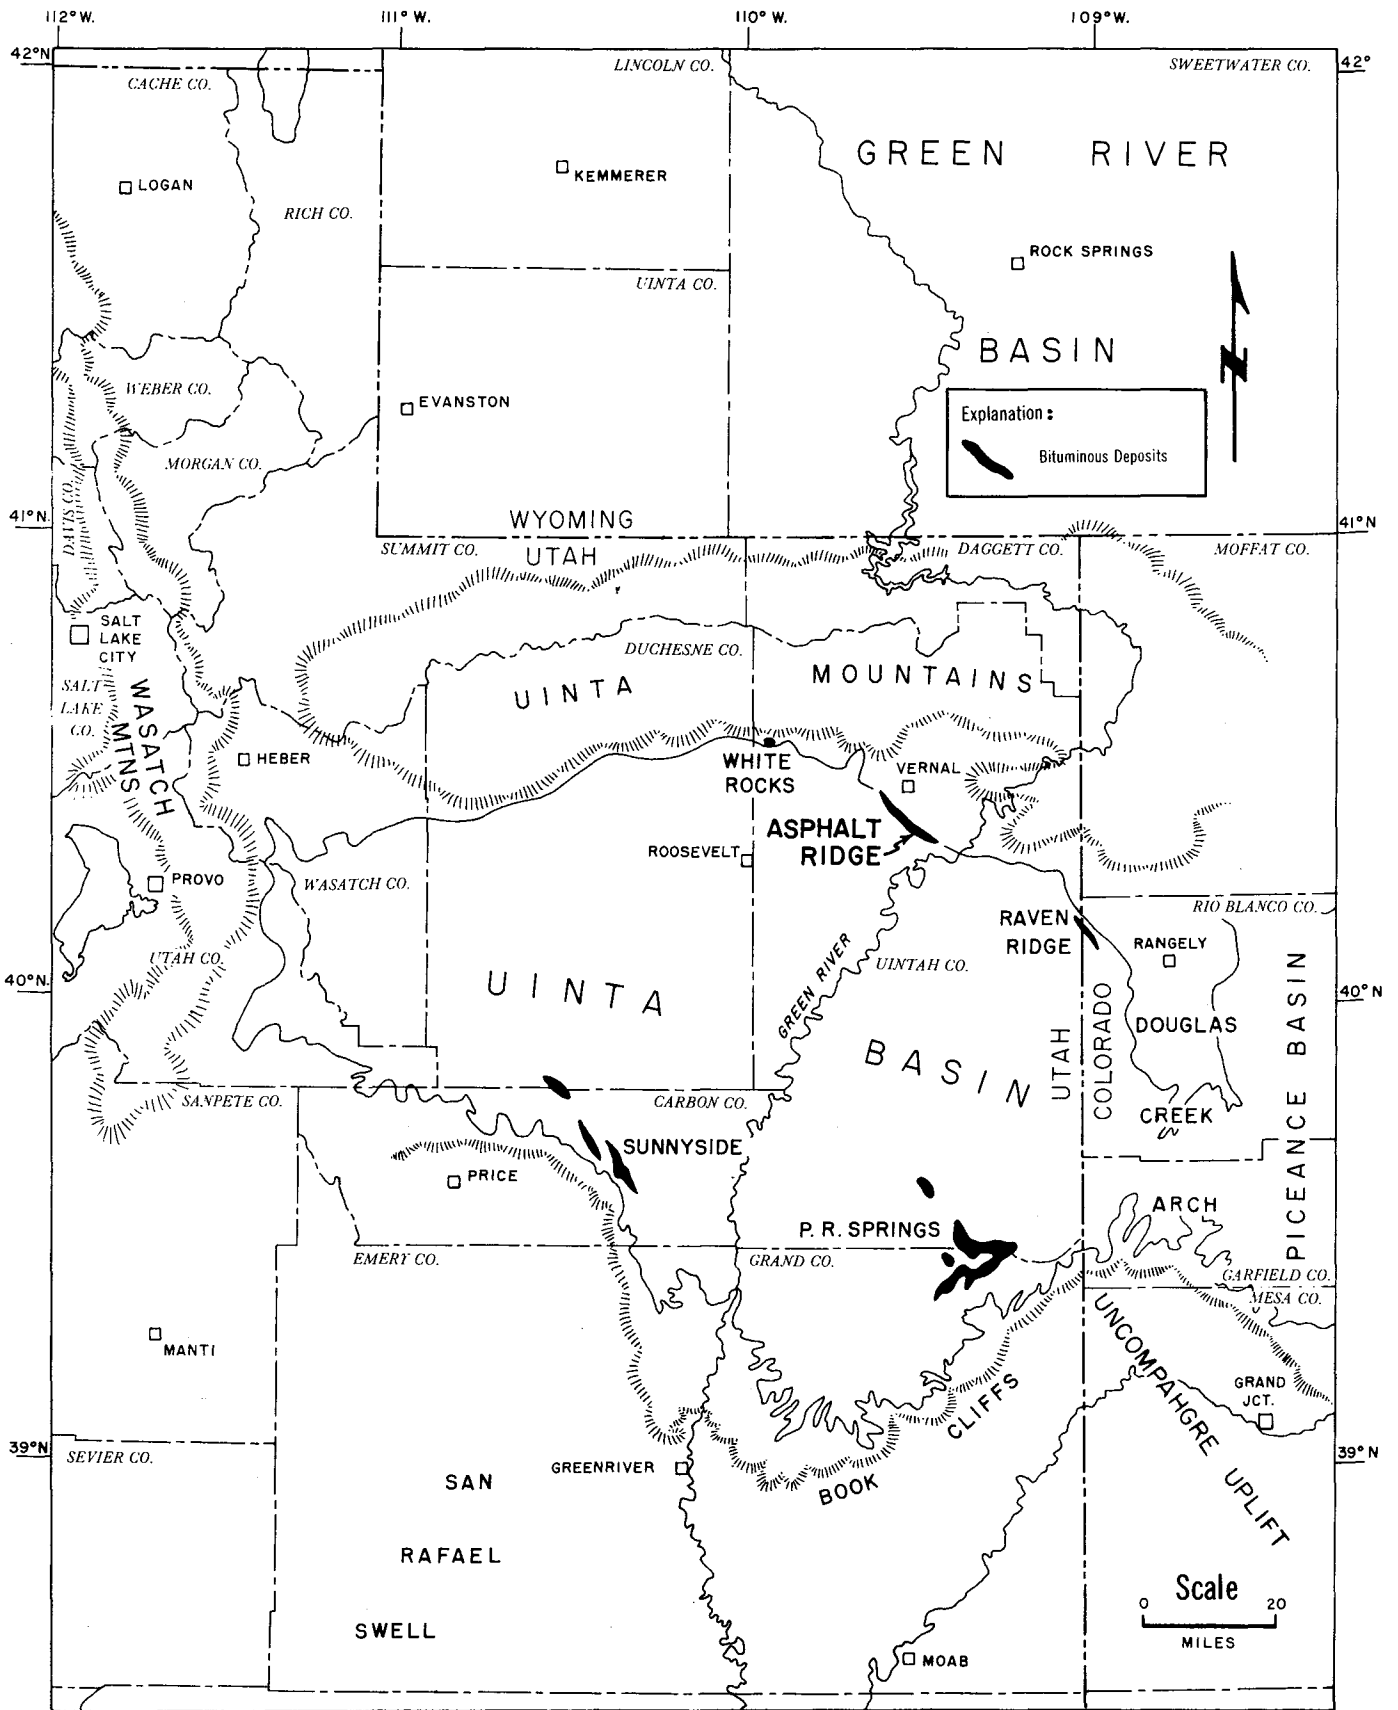 112°W.
111°W.
110°W.
109°W.
42°N
42°
LINCOLN CO.
SWEETWATER CO.
CACHE CO.
GREEN RIVER
KEMMERER
LOGAN
RICH CO.
ROCK SPRINGS
UINTA CO.
BASIN
WEBER CO.
EVANSTON
Explanation:
Bituminous Deposits
N
MORGAN CO.
DAVIS CO.
41°N.
41°N
WYOMING
SUMMIT CO.
UTAH
DAGGETT CO.
MOFFAT CO.
SALT
LAKE
CITY
DUCHESNE CO.
UINTA MOUNTAINS
SALT
LAKE
CO.
WASATCH
MTNS
HEBER
WHITE
ROCKS
VERNAL
ASPHALT
RIDGE
ROOSEVELT
PROVO
WASATCH CO.
RIO BLANCO CO.
RAVEN
RIDGE
RANGELY
UTAH CO.
GREEN RIVER
UINTAH CO.
40°N
40°N
UINTA
BASIN
UTAH
COLORADO
DOUGLAS
CREEK
ARCH
PICEANCE BASIN
SANPETE CO.
CARBON CO.
SUNNYSIDE
PRICE
P. R. SPRINGS
EMERY CO.
GRAND CO.
GARFIELD CO.
MESA CO.
MANTI
UNCOMPAHGRE UPLIFT
GRAND
JCT.
39°N
39°N
SEVIER CO.
GREENRIVER
BOOK
CLIFFS
SAN
RAFAEL
SWELL
Scale
0 20
MILES
MOAB